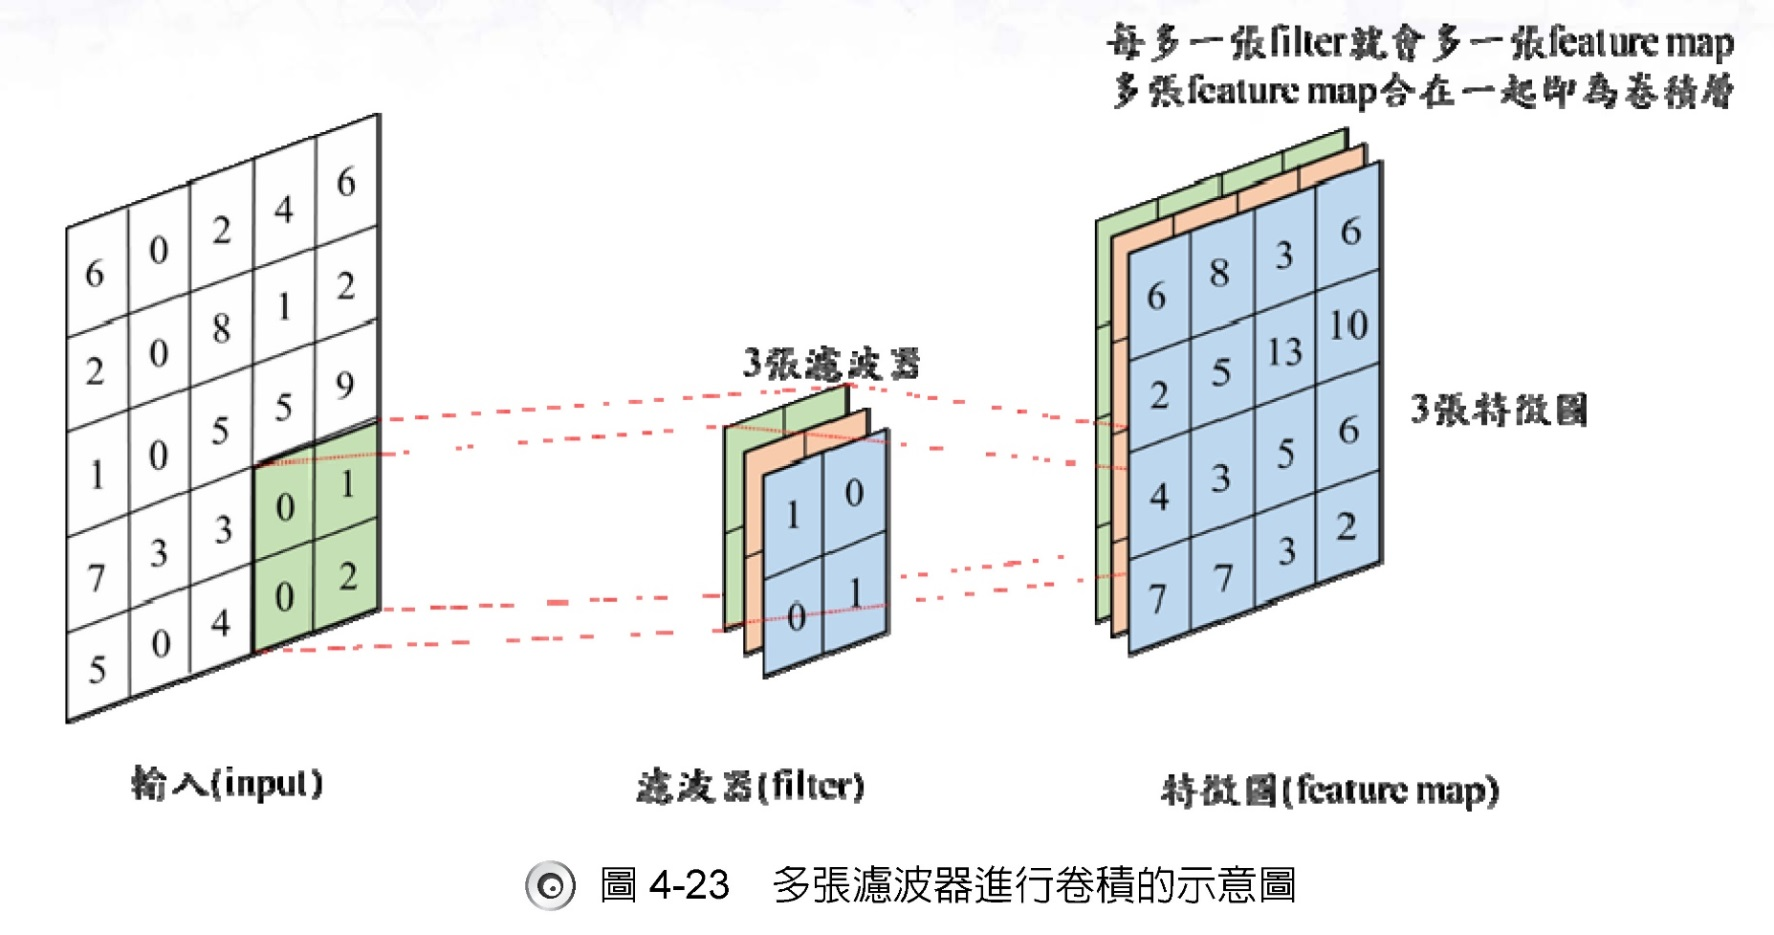 每多一張filter就會多一張feature map
多張feature map合在一起即為卷積層
6 0 2 4 6
2 0 8 1 2
1 0 5 5 9
7 3 3 0 1
5 0 4 0 2
3張濾波器
1 0
0 1
6 8 3 6
2 5 13 10
4 3 5 6
7 7 3 2
3張特徵圖
輸入(input)
濾波器(filter)
特徵圖(feature map)
圖 4-23 多張濾波器進行卷積的示意圖